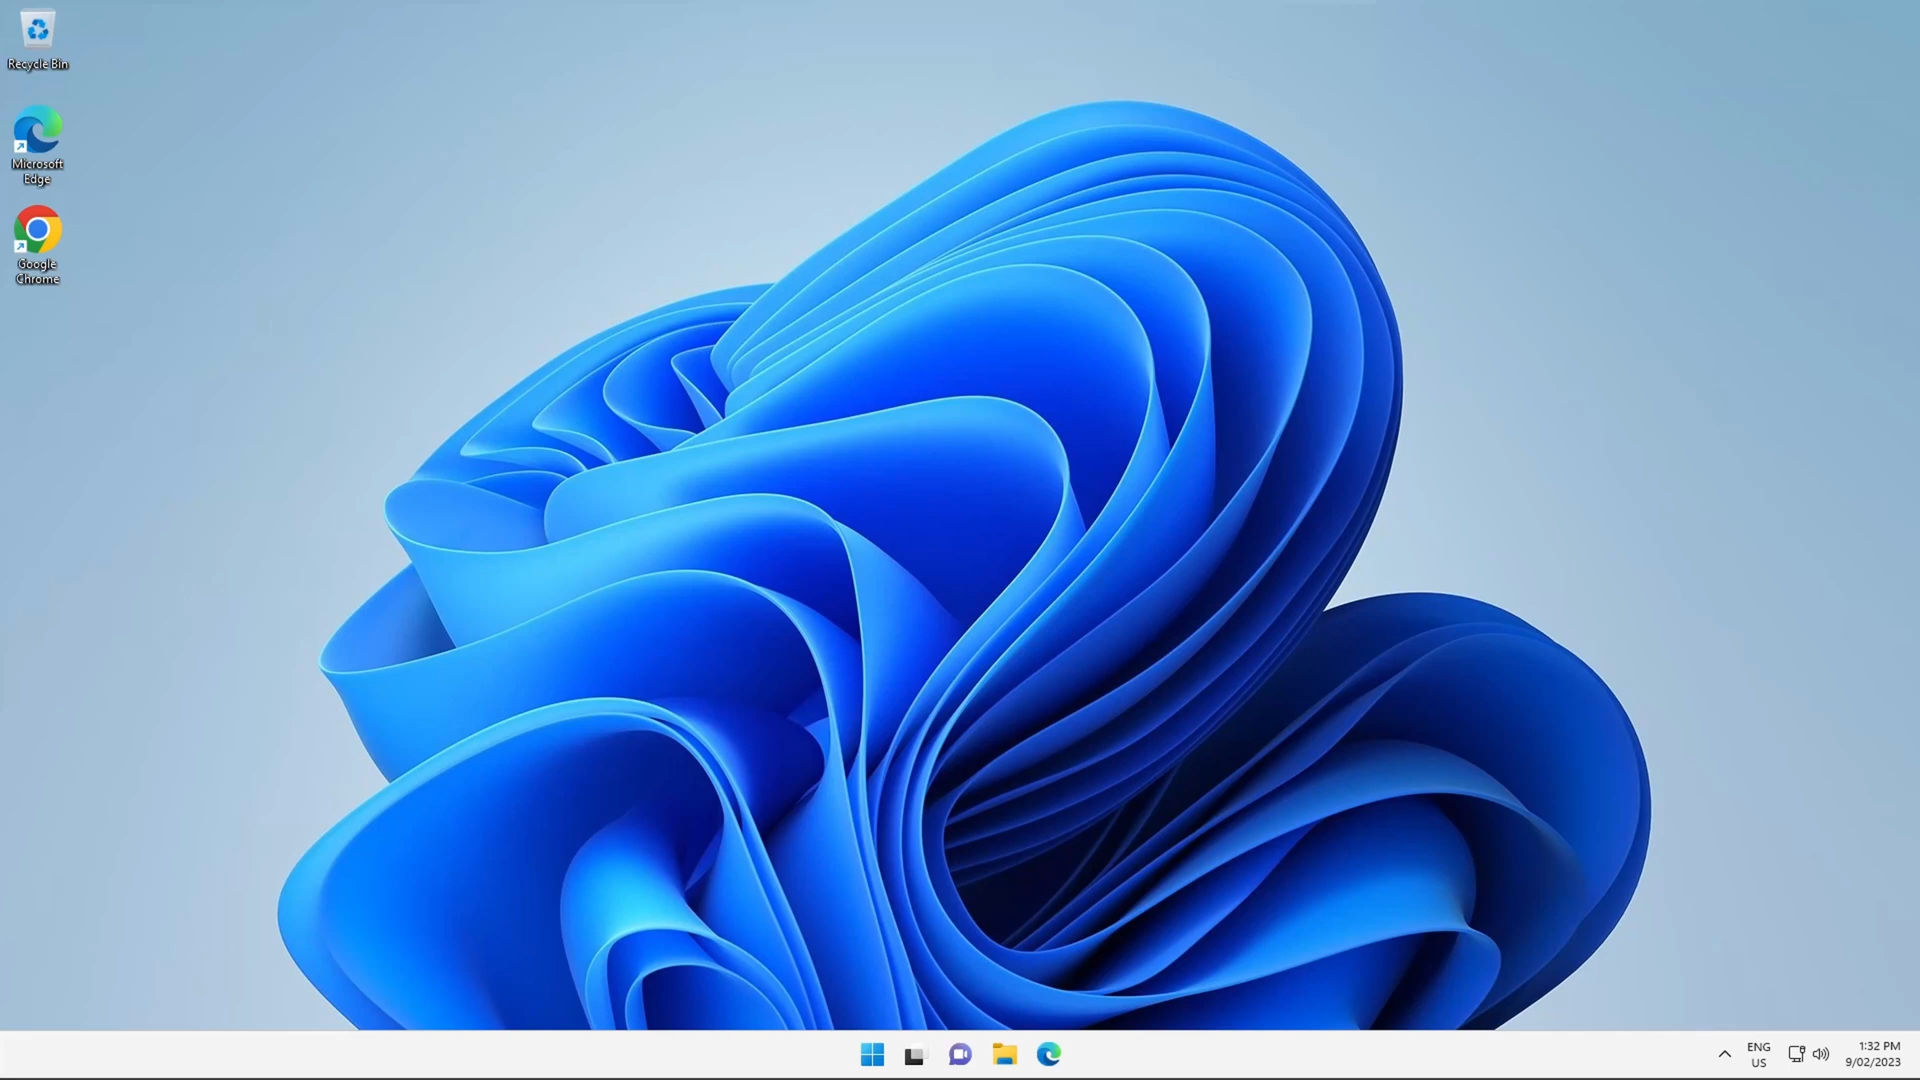 Recycle Bin
Microsoft
Edge
Google
Chrome
ENG
US
1:32 PM
9/02/2023